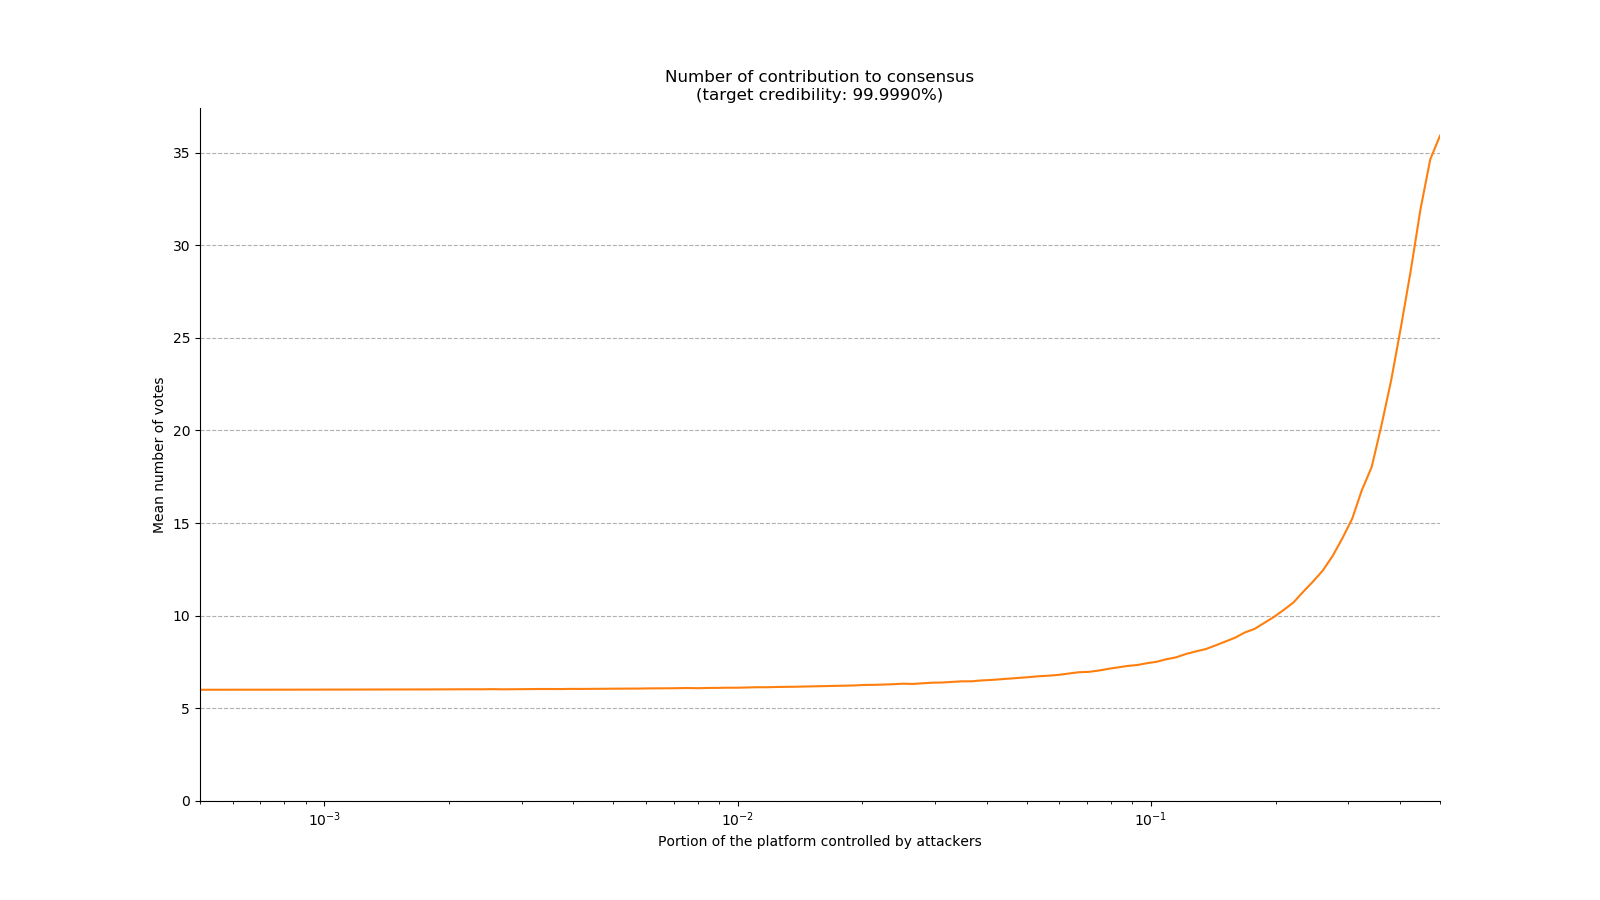 Number of contribution to consensus
(target credibility: 99.9990%)
35
30
25
20
15
10
5
0
Mean number of votes
10⁻³
10⁻²
10⁻¹
Portion of the platform controlled by attackers